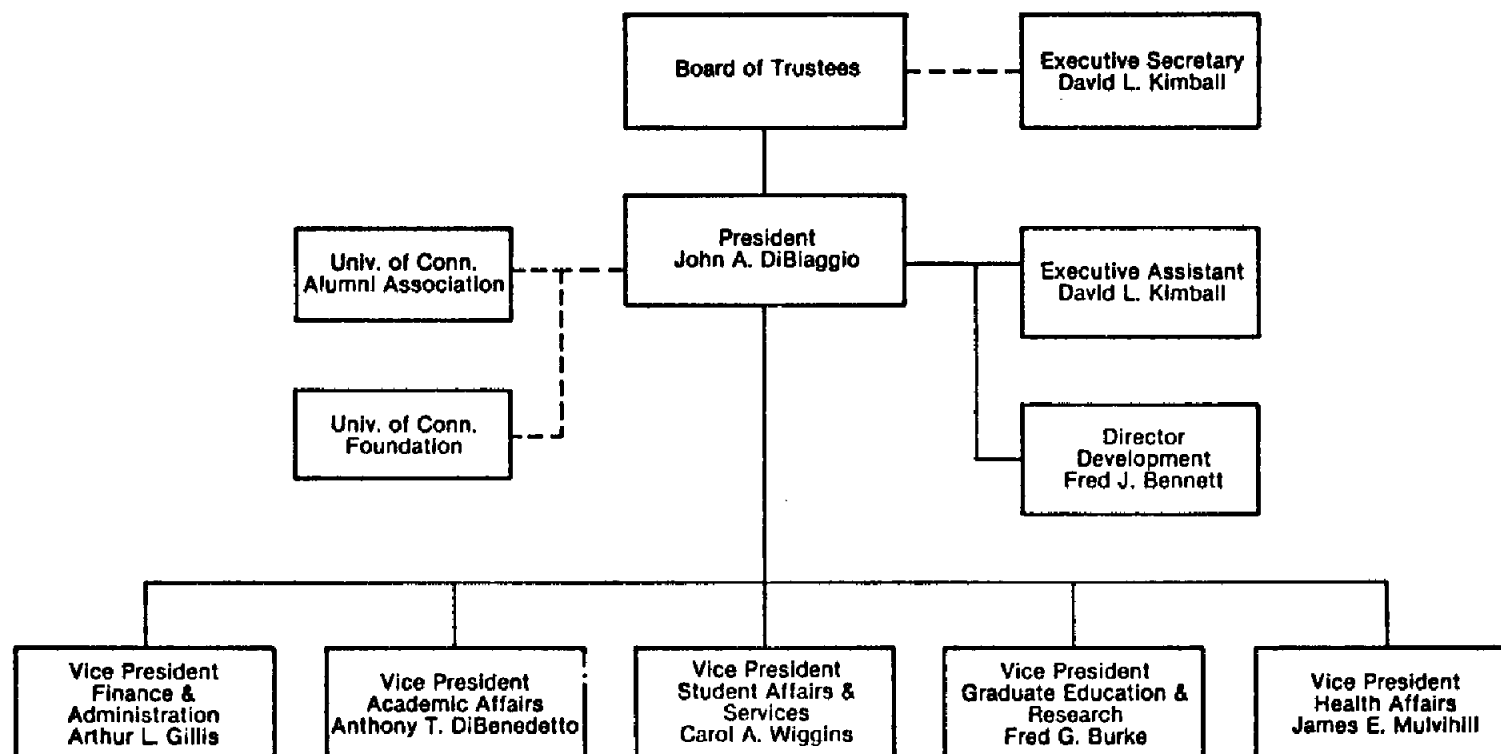 Board of Trustees
Executive Secretary
David L. Kimball
President
John A. DiBiaggio
Univ. of Conn.
Alumni Association
Executive Assistant
David L. Kimball
Univ. of Conn.
Foundation
Director
Development
Fred J. Bennett
Vice President
Finance &
Administration
Arthur L. Gillis
Vice President
Academic Affairs
Anthony T. DiBenedetto
Vice President
Student Affairs &
Services
Carol A. Wiggins
Vice President
Graduate Education &
Research
Fred G. Burke
Vice President
Health Affairs
James E. Mulvihill